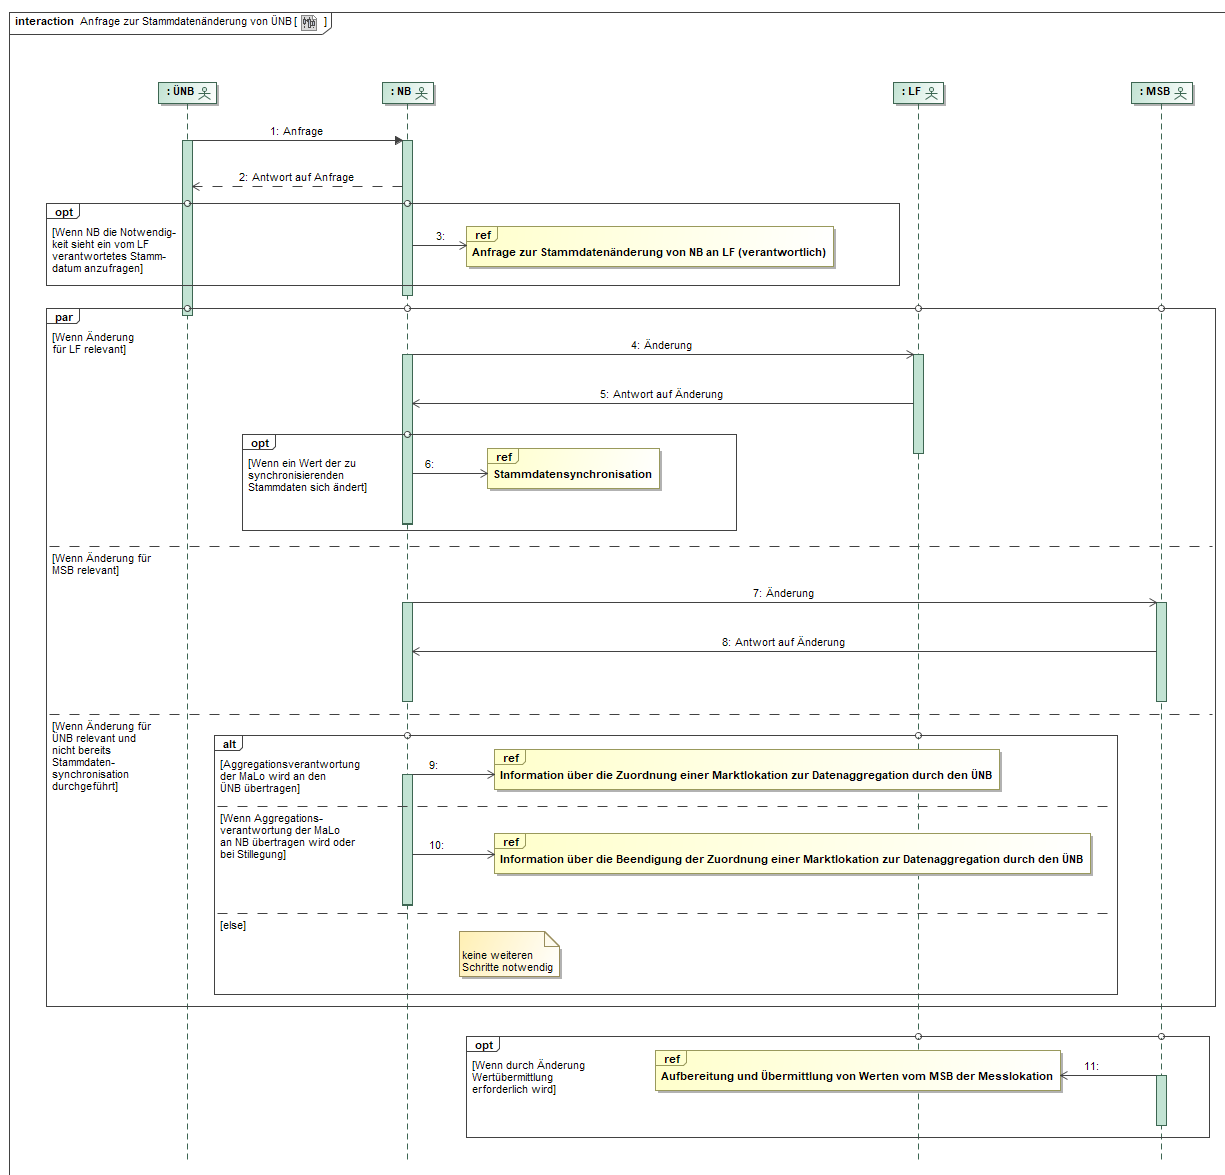 interaction Anfrage zur Stammdatenänderung von ÜNB [ ]
: ÜNB
: NB
: LF
: MSB
1: Anfrage
2: Antwort auf Anfrage
opt
[Wenn NB die Notwendig-
keit sieht ein vom LF
verantwortetes Stamm-
datum anzufragen]
3:
ref
Anfrage zur Stammdatenänderung von NB an LF (verantwortlich)
par
[Wenn Änderung
für LF relevant]
4: Änderung
5: Antwort auf Änderung
opt
[Wenn ein Wert der zu
synchronisierenden
Stammdaten sich ändert]
6:
ref
Stammdatensynchronisation
[Wenn Änderung für
MSB relevant]
7: Änderung
8: Antwort auf Änderung
[Wenn Änderung für
ÜNB relevant und
nicht bereits
Stammdaten-
synchronisation
durchgeführt]
alt
[Aggregationsverantwortung
der MaLo wird an den
ÜNB übertragen]
9:
ref
Information über die Zuordnung einer Marktlokation zur Datenaggregation durch den ÜNB
[Wenn Aggregations-
verantwortung der MaLo
an NB übertragen wird oder
bei Stillegung]
10:
ref
Information über die Beendigung der Zuordnung einer Marktlokation zur Datenaggregation durch den ÜNB
[else]
keine weiteren
Schritte notwendig
opt
[Wenn durch Änderung
Wertübermittlung
erforderlich wird]
ref
Aufbereitung und Übermittlung von Werten vom MSB der Messlokation
11: